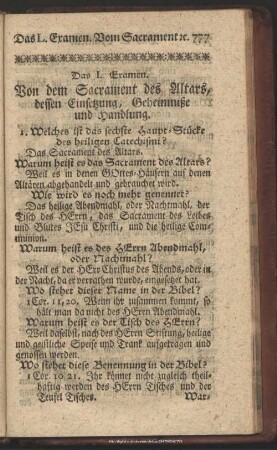 Das L. Examen. Vom Sacrament ꝛc. 777
Das L. Examen.
Von dem Sacrament des Altars,
dessen Einsetzung, Geheimniße
und Handlung.
1. Welches ist das sechste Haupt-Stücke
des heiligen Catechismi?
Das Sacrament des Altars.
Warum heist es das Sacrament des Altars?
Weil es in denen GOttes-Häusern auf denen
Altären abgehandelt und gebrauchet wird.
Wie wird es noch mehr genennet?
Das heilige Abendmahl, oder Nachtmahl, der
Tisch des HErrn, das Sacrament des Leibes
und Blutes JEsu Christi, und die heilige Com-
munion.
Warum heist es des HErrn Abendmahl,
oder Nachtmahl?
Weil der HErr Christus des Abends, oder in
der Nacht, da er verrathen wurde, eingesetzt hat.
Wo stehet dieser Name in der Bibel?
1 Cor. 11, 20. Wenn ihr zusammen kommt, so
hält man da nicht des HErrn Abendmahl.
Warum heist es der Tisch des HErrn?
Weil daselbst, nach des HErrn Stiftung, heilige
und geistliche Speise und Trank aufgetragen und
genossen werden.
Wo stehet diese Benennung in der Bibel?
1 Cor. 10. 21. Ihr könnet nicht zugleich theil-
haftig werden des HErrn Tisches und der
Teufel Tisches.
War-